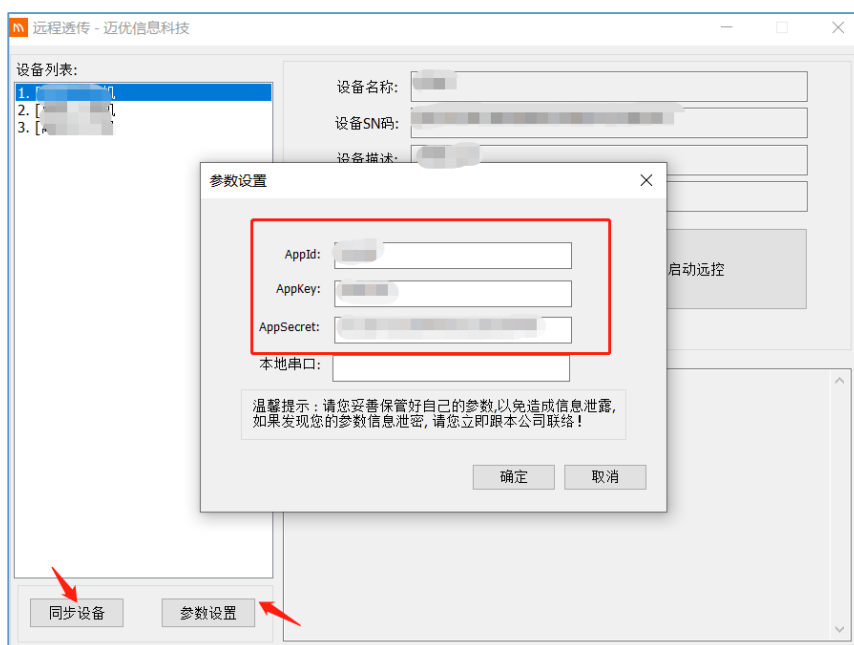 远程透传 - 迈优信息科技
设备列表:
1. [
2. [
3. [
设备名称:
设备SN码:
设备描述:
参数设置
AppId:
AppKey:
AppSecret:
本地串口:
温馨提示：请您妥善保管好自己的参数,以免造成信息泄露,
如果发现您的参数信息泄密, 请您立即跟本公司联络！
确定
取消
启动远控
同步设备
参数设置